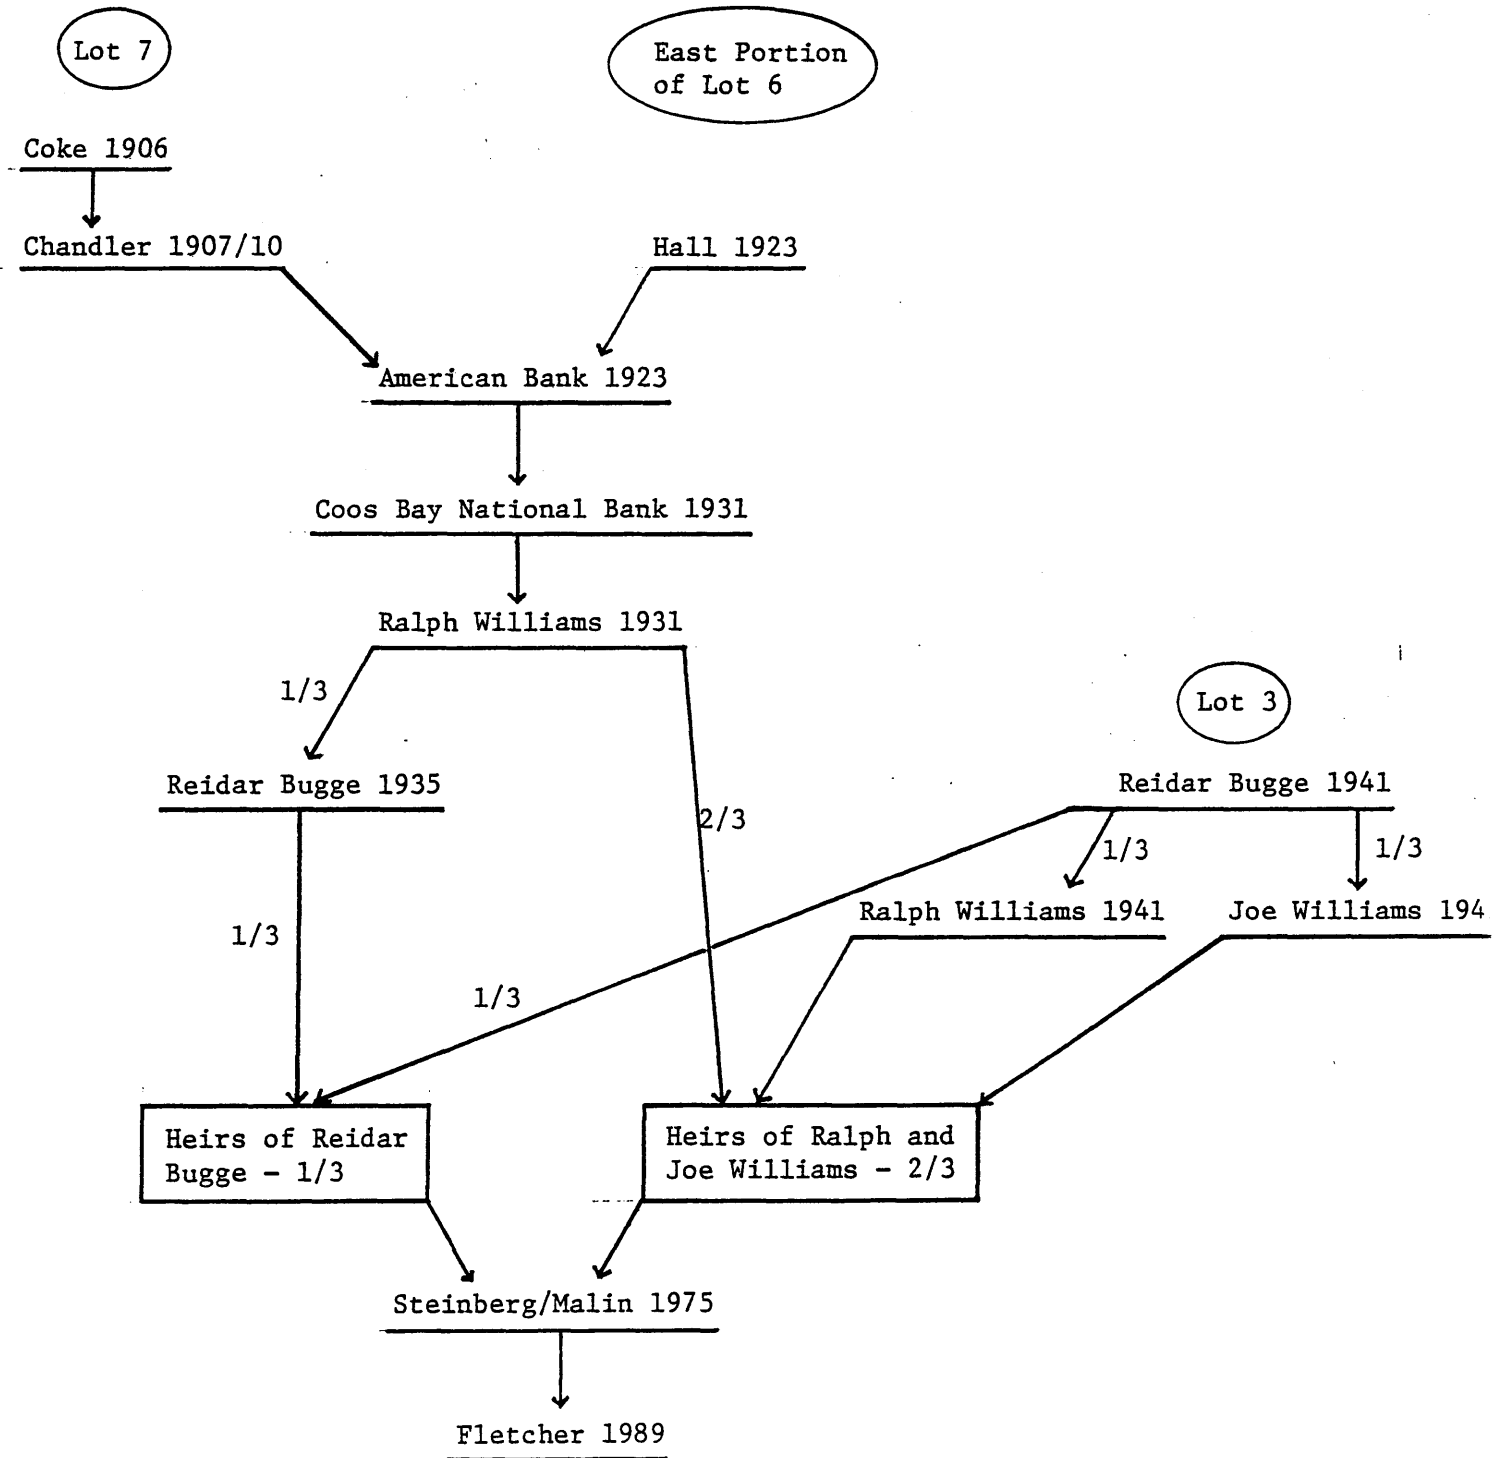 Lot 7
East Portion
of Lot 6
Coke 1906
Chandler 1907/10
Hall 1923
American Bank 1923
Coos Bay National Bank 1931
Ralph Williams 1931
1/3
Lot 3
Reidar Bugge 1935
Reidar Bugge 1941
2/3
1/3
1/3
Ralph Williams 1941
Joe Williams 194
1/3
1/3
Heirs of Reidar
Bugge - 1/3
Heirs of Ralph and
Joe Williams - 2/3
Steinberg/Malin 1975
Fletcher 1989